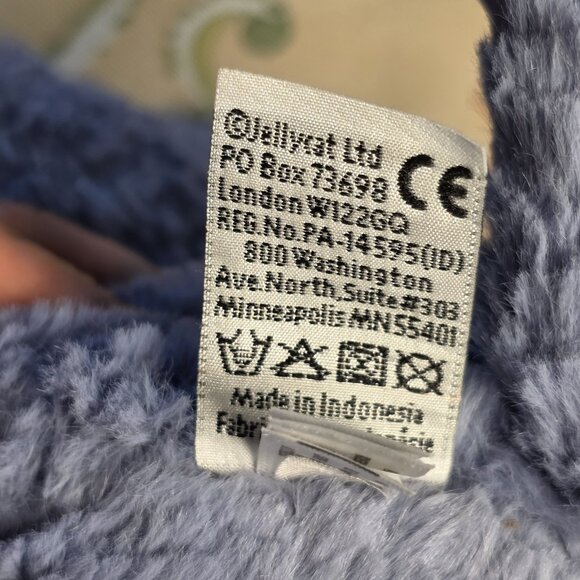 ©Jellycat Ltd
PO Box 73698
London W122GQ
REG.No.PA-14595(ID)
800 Washington
Ave.North,Suite#303
Minneapolis MN55401
CE
Made in Indonesia